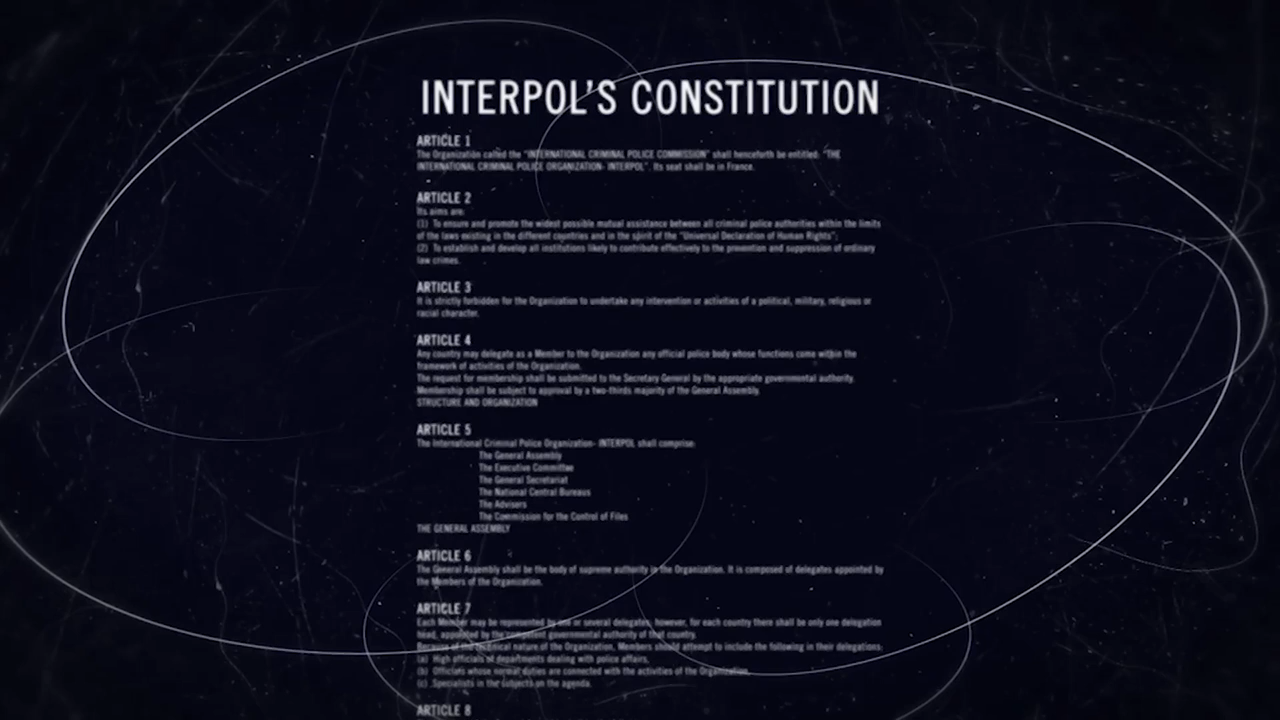 INTERPOL'S CONSTITUTION
ARTICLE 1
The Organization called the "INTERNATIONAL CRIMINAL POLICE COMMISSION" shall henceforth be entitled: "THE
INTERNATIONAL CRIMINAL POLICE ORGANIZATION- INTERPOL". Its seat shall be in France.
ARTICLE 2
Its aims are:
(1) To ensure and promote the widest possible mutual assistance between all criminal police authorities within the limits
of the laws existing in the different countries and in the spirit of the "Universal Declaration of Human Rights";
(2) To establish and develop all institutions likely to contribute effectively to the prevention and suppression of ordinary
law crimes.
ARTICLE 3
It is strictly forbidden for the Organization to undertake any intervention or activities of a political, military, religious or
racial character.
ARTICLE 4
Any country may delegate as a Member to the Organization any official police body whose functions come within the
framework of activities of the Organization.
The request for membership shall be submitted to the Secretary General by the appropriate governmental authority.
Membership shall be subject to approval by a two-thirds majority of the General Assembly.
STRUCTURE AND ORGANIZATION
ARTICLE 5
The International Criminal Police Organization- INTERPOL shall comprise:
The General Assembly
The Executive Committee
The General Secretariat
The National Central Bureaus
The Advisers
The Commission for the Control of Files
THE GENERAL ASSEMBLY
ARTICLE 6
The General Assembly shall be the body of supreme authority in the Organization. It is composed of delegates appointed by
the Members of the Organization.
ARTICLE 7
Each Member may be represented by one or several delegates, however, for each country there shall be only one delegation
head, appointed by the competent governmental authority of that country.
Because of the technical nature of the Organization, Members should attempt to include the following in their delegations:
(a) High officials of departments dealing with police affairs,
(b) Officials whose normal duties are connected with the activities of the Organization,
(c) Specialists in the subjects on the agenda.
ARTICLE 8